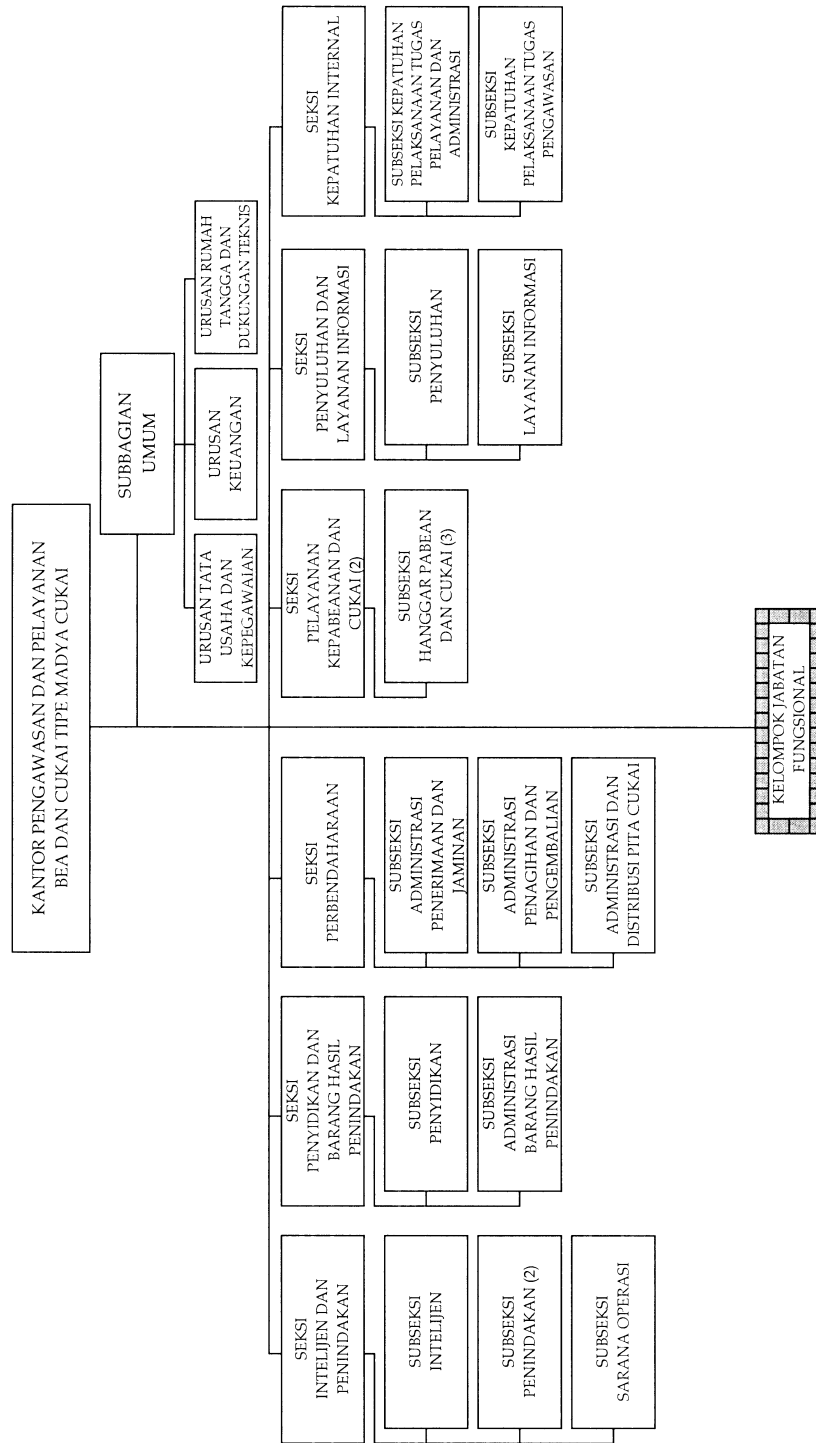 KANTOR PENGAWASAN DAN PELAYANAN
BEA DAN CUKAI TIPE MADYA CUKAI
SUBBAGIAN
UMUM
URUSAN TATA
USAHA DAN
KEPEGAWAIAN
URUSAN
KEUANGAN
URUSAN RUMAH
TANGGA DAN
DUKUNGAN TEKNIS
SEKSI
INTELIJEN DAN
PENINDAKAN
SUBSEKSI
INTELIJEN
SUBSEKSI
PENINDAKAN (2)
SUBSEKSI
SARANA OPERASI
SEKSI
PENYIDIKAN DAN
BARANG HASIL
PENINDAKAN
SUBSEKSI
PENYIDIKAN
SUBSEKSI
ADMINISTRASI
BARANG HASIL
PENINDAKAN
SEKSI
PERBENDAHARAAN
SUBSEKSI
ADMINISTRASI
PENERIMAAN DAN
JAMINAN
SUBSEKSI
ADMINISTRASI
PENAGIHAN DAN
PENGEMBALIAN
SUBSEKSI
ADMINISTRASI DAN
DISTRIBUSI PITA CUKAI
SEKSI
PELAYANAN
KEPABEANAN DAN
CUKAI (2)
SUBSEKSI
HANGGAR PABEAN
DAN CUKAI (3)
SEKSI
PENYULUHAN DAN
LAYANAN INFORMASI
SUBSEKSI
PENYULUHAN
SUBSEKSI
LAYANAN INFORMASI
SEKSI
KEPATUHAN INTERNAL
SUBSEKSI KEPATUHAN
PELAKSANAAN TUGAS
PELAYANAN DAN
ADMINISTRASI
SUBSEKSI
KEPATUHAN
PELAKSANAAN TUGAS
PENGAWASAN
KELOMPOK JABATAN
FUNGSIONAL